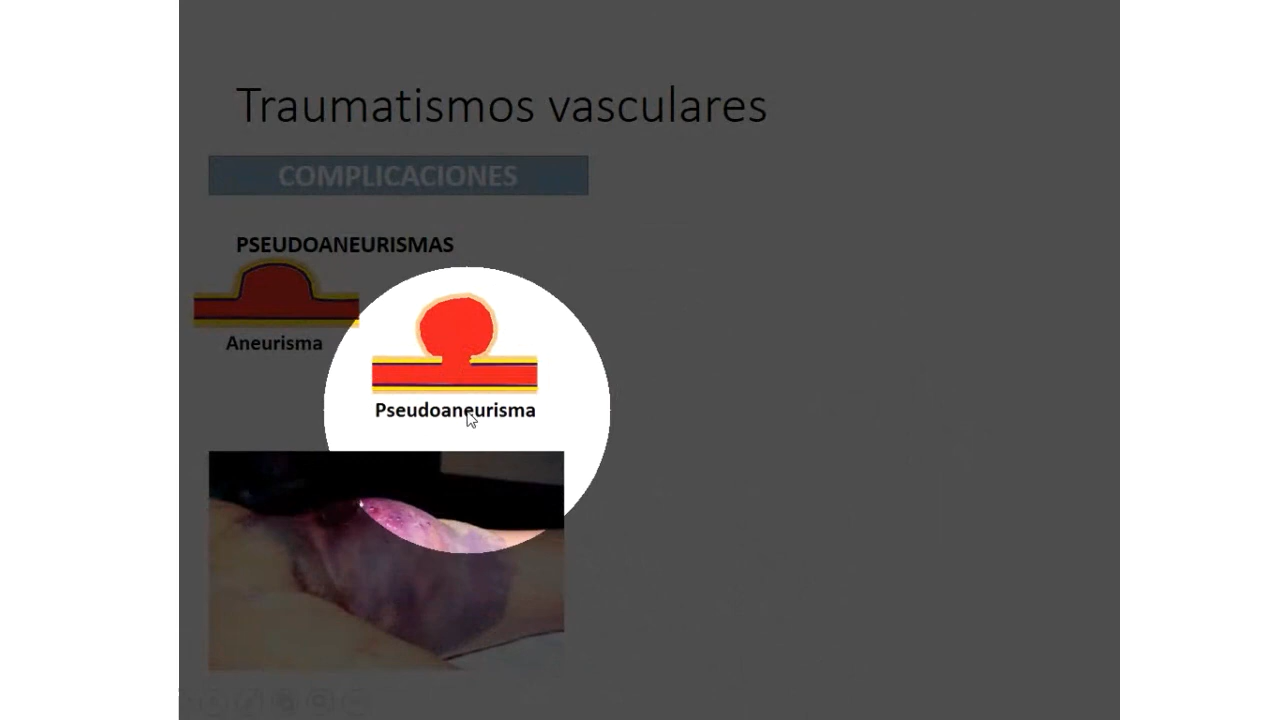 Traumatismos vasculares
COMPLICACIONES
PSEUDOANEURISMAS
Aneurisma
Pseudoaneurisma